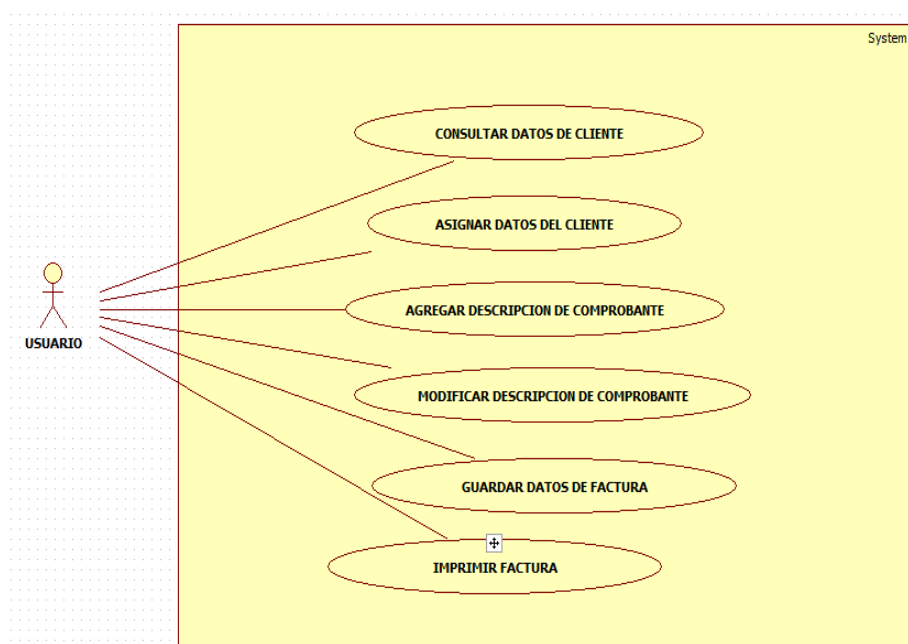 System
CONSULTAR DATOS DE CLIENTE
ASIGNAR DATOS DEL CLIENTE
AGREGAR DESCRIPCION DE COMPROBANTE
USUARIO
MODIFICAR DESCRIPCION DE COMPROBANTE
GUARDAR DATOS DE FACTURA
IMPRIMIR FACTURA